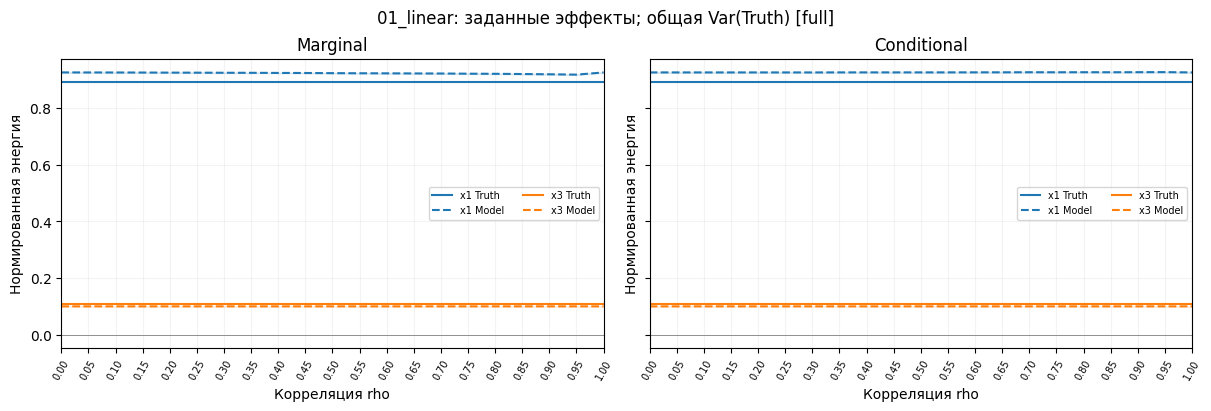 01_linear: заданные эффекты; общая Var(Truth) [full]
Marginal
Нормированная энергия
0.8
0.6
0.4
0.2
0.0
x1 Truth
x1 Model
x3 Truth
x3 Model
0.00 0.05 0.10 0.15 0.20 0.25 0.30 0.35 0.40 0.45 0.50 0.55 0.60 0.65 0.70 0.75 0.80 0.85 0.90 0.95 1.00
Корреляция rho
Conditional
Нормированная энергия
x1 Truth
x1 Model
x3 Truth
x3 Model
0.00 0.05 0.10 0.15 0.20 0.25 0.30 0.35 0.40 0.45 0.50 0.55 0.60 0.65 0.70 0.75 0.80 0.85 0.90 0.95 1.00
Корреляция rho